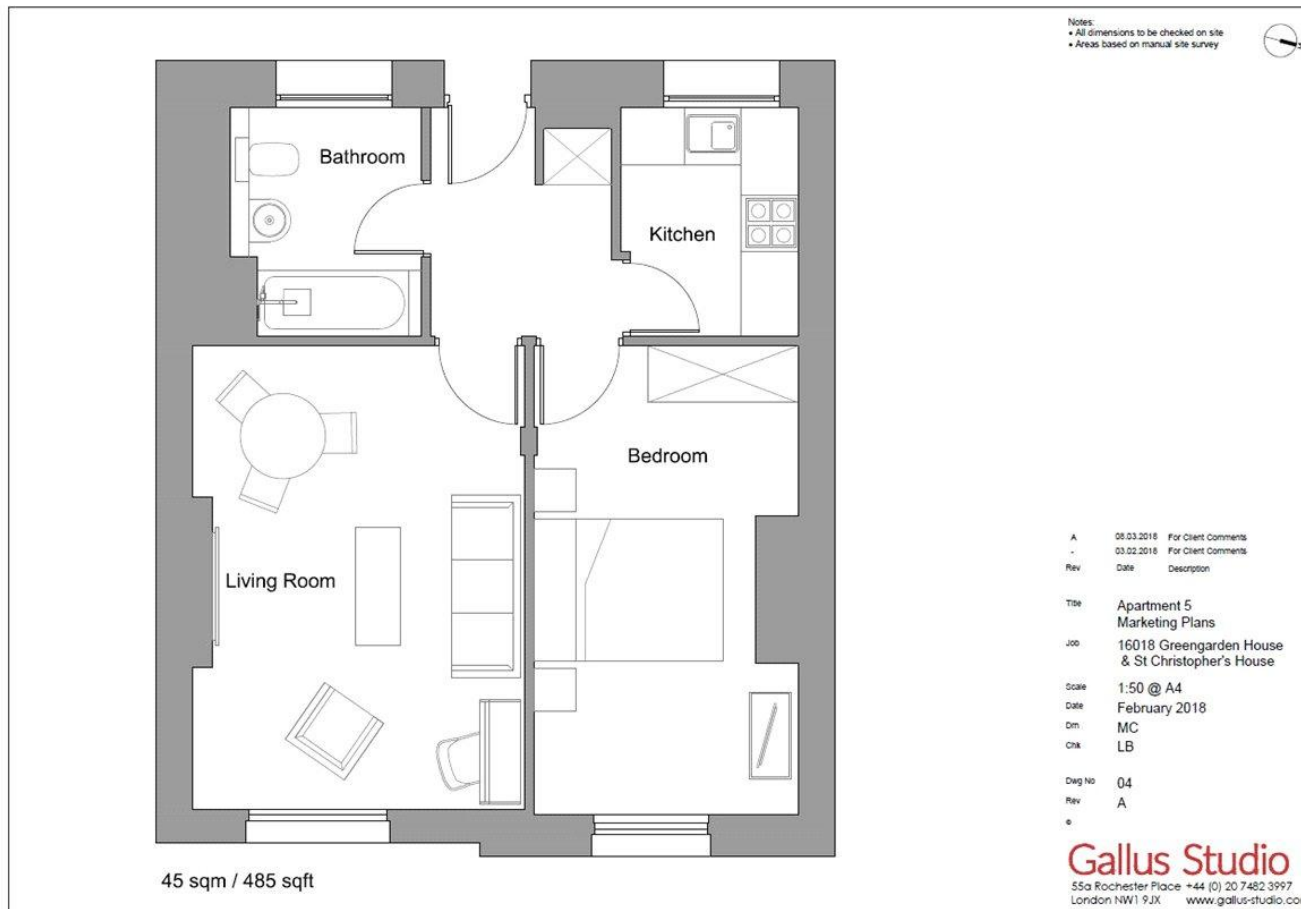 Notes:
• All dimensions to be checked on site
• Areas based on manual site survey
Bathroom
Kitchen
Bedroom
Living Room
45 sqm / 485 sqft
A 08.03.2018 For Client Comments
- 03.02.2018 For Client Comments
Rev Date Description
Title Apartment 5
Marketing Plans
Job 16018 Greengarden House
& St Christopher's House
Scale 1:50 @ A4
Date February 2018
Drn MC
Chk LB
Dwg No 04
Rev A
©
Gallus Studio
55a Rochester Place +44 (0) 20 7482 3997
London NW1 9JX www.gallus-studio.co